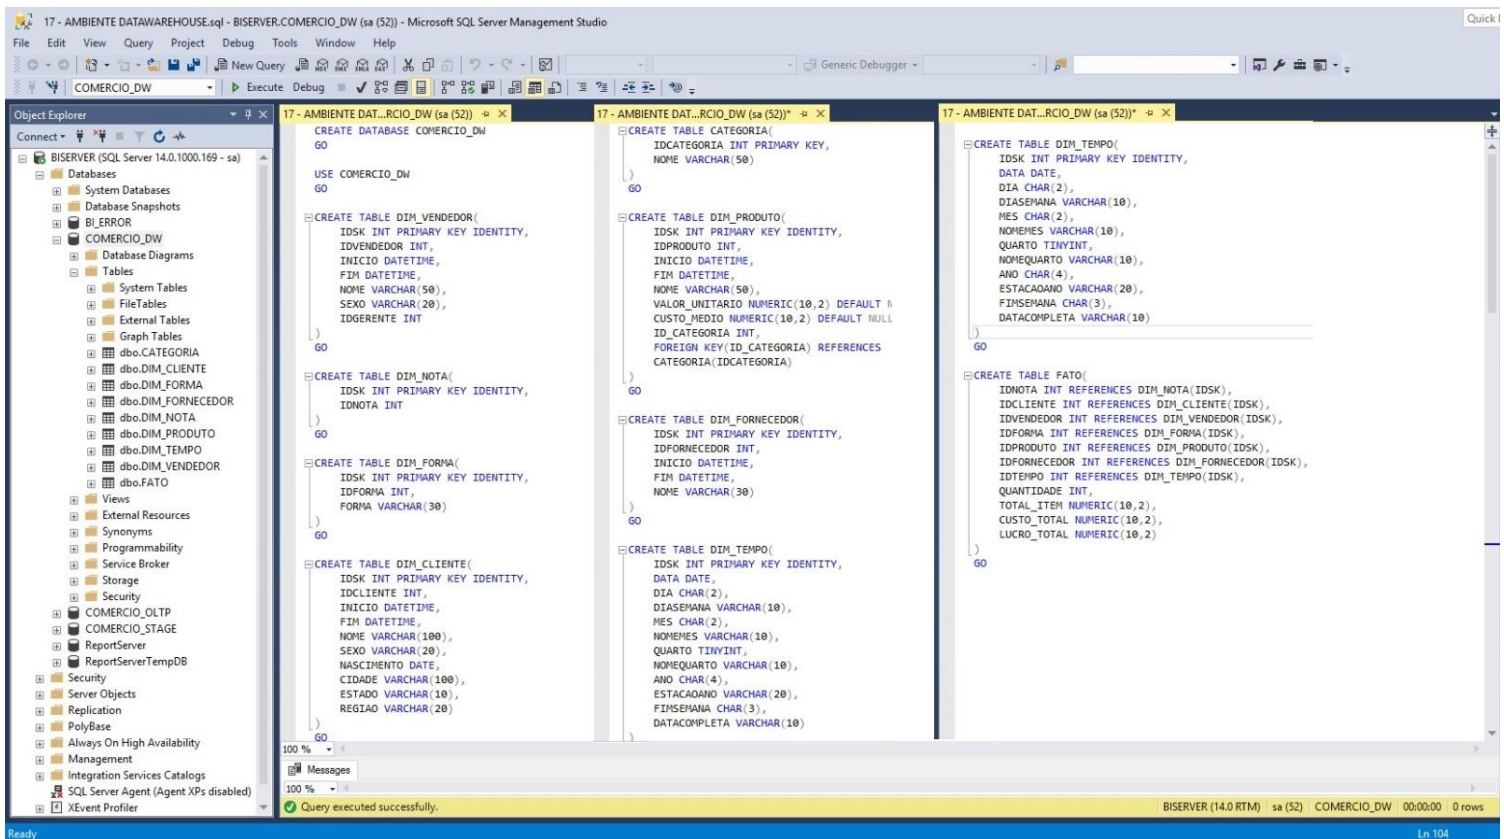 17 - AMBIENTE DATAWAREHOUSE.sql - BISERVER.COMERCIO_DW (sa (52)) - Microsoft SQL Server Management Studio
Quick
File Edit View Query Project Debug Tools Window Help
New Query
Generic Debugger
COMERCIO_DW
Execute Debug
Object Explorer
Connect
BISERVER (SQL Server 14.0.1000.169 - sa)
Databases
System Databases
Database Snapshots
BI_ERROR
COMERCIO_DW
Database Diagrams
Tables
System Tables
FileTables
External Tables
Graph Tables
dbo.CATEGORIA
dbo.DIM_CLIENTE
dbo.DIM_FORMA
dbo.DIM_FORNECEDOR
dbo.DIM_NOTA
dbo.DIM_PRODUTO
dbo.DIM_TEMPO
dbo.DIM_VENDEDOR
dbo.FATO
Views
External Resources
Synonyms
Programmability
Service Broker
Storage
Security
COMERCIO_OLTP
COMERCIO_STAGE
ReportServer
ReportServerTempDB
Security
Server Objects
Replication
PolyBase
Always On High Availability
Management
Integration Services Catalogs
SQL Server Agent (Agent XPs disabled)
XEvent Profiler
17 - AMBIENTE DAT...RCIO_DW (sa (52))
CREATE DATABASE COMERCIO_DW
GO
USE COMERCIO_DW
GO
CREATE TABLE DIM_VENDEDOR(
IDSK INT PRIMARY KEY IDENTITY,
IDVENDEDOR INT,
INICIO DATETIME,
FIM DATETIME,
NOME VARCHAR(50),
SEXO VARCHAR(20),
IDGERENTE INT
)
GO
CREATE TABLE DIM_NOTA(
IDSK INT PRIMARY KEY IDENTITY,
IDNOTA INT
)
GO
CREATE TABLE DIM_FORMA(
IDSK INT PRIMARY KEY IDENTITY,
IDFORMA INT,
FORMA VARCHAR(30)
)
GO
CREATE TABLE DIM_CLIENTE(
IDSK INT PRIMARY KEY IDENTITY,
IDCLIENTE INT,
INICIO DATETIME,
FIM DATETIME,
NOME VARCHAR(100),
SEXO VARCHAR(20),
NASCIMENTO DATE,
CIDADE VARCHAR(100),
ESTADO VARCHAR(10),
REGIAO VARCHAR(20)
)
GO
17 - AMBIENTE DAT...RCIO_DW (sa (52))*
CREATE TABLE CATEGORIA(
IDCATEGORIA INT PRIMARY KEY,
NOME VARCHAR(50)
)
GO
CREATE TABLE DIM_PRODUTO(
IDSK INT PRIMARY KEY IDENTITY,
IDPRODUTO INT,
INICIO DATETIME,
FIM DATETIME,
NOME VARCHAR(50),
VALOR_UNITARIO NUMERIC(10,2) DEFAULT
CUSTO_MEDIO NUMERIC(10,2) DEFAULT NULL
ID_CATEGORIA INT,
FOREIGN KEY(ID_CATEGORIA) REFERENCES
CATEGORIA(IDCATEGORIA)
)
GO
CREATE TABLE DIM_FORNECEDOR(
IDSK INT PRIMARY KEY IDENTITY,
IDFORNECEDOR INT,
INICIO DATETIME,
FIM DATETIME,
NOME VARCHAR(30)
)
GO
CREATE TABLE DIM_TEMPO(
IDSK INT PRIMARY KEY IDENTITY,
DATA DATE,
DIA CHAR(2),
DIASEMANA VARCHAR(10),
MES CHAR(2),
NOMEMES VARCHAR(10),
QUARTO TINYINT,
NOMEQUARTO VARCHAR(10),
ANO CHAR(4),
ESTACAOANO VARCHAR(20),
FIMSEMANA CHAR(3),
DATACOMPLETA VARCHAR(10)
)
17 - AMBIENTE DAT...RCIO_DW (sa (52))*
CREATE TABLE DIM_TEMPO(
IDSK INT PRIMARY KEY IDENTITY,
DATA DATE,
DIA CHAR(2),
DIASEMANA VARCHAR(10),
MES CHAR(2),
NOMEMES VARCHAR(10),
QUARTO TINYINT,
NOMEQUARTO VARCHAR(10),
ANO CHAR(4),
ESTACAOANO VARCHAR(20),
FIMSEMANA CHAR(3),
DATACOMPLETA VARCHAR(10)
)
GO
CREATE TABLE FATO(
IDNOTA INT REFERENCES DIM_NOTA(IDSK),
IDCLIENTE INT REFERENCES DIM_CLIENTE(IDSK),
IDVENDEDOR INT REFERENCES DIM_VENDEDOR(IDSK),
IDFORMA INT REFERENCES DIM_FORMA(IDSK),
IDPRODUTO INT REFERENCES DIM_PRODUTO(IDSK),
IDFORNECEDOR INT REFERENCES DIM_FORNECEDOR(IDSK),
IDTEMPO INT REFERENCES DIM_TEMPO(IDSK),
QUANTIDADE INT,
TOTAL_ITEM NUMERIC(10,2),
CUSTO_TOTAL NUMERIC(10,2),
LUCRO_TOTAL NUMERIC(10,2)
)
GO
100 %
Messages
100 %
Query executed successfully.
BISERVER (14.0 RTM) sa (52) COMERCIO_DW 00:00:00 0 rows
Ready
Ln 104